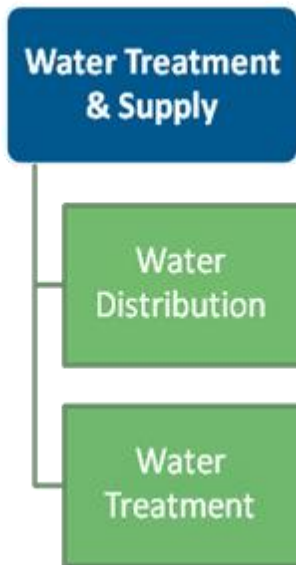 Water Treatment
& Supply
Water
Distribution
Water
Treatment